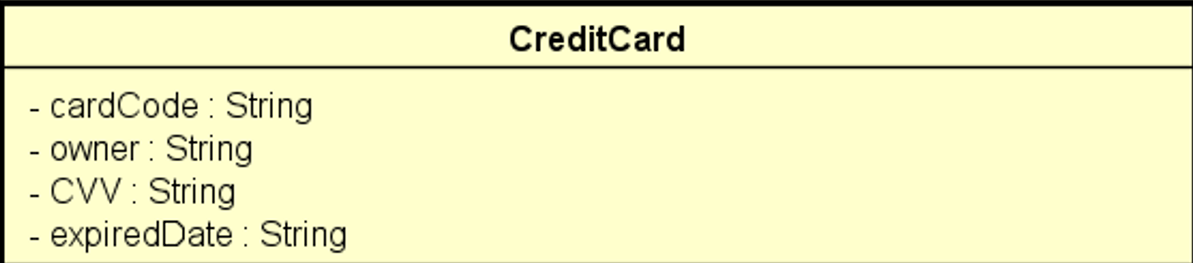 CreditCard
- cardCode : String
- owner : String
- CVV : String
- expiredDate : String